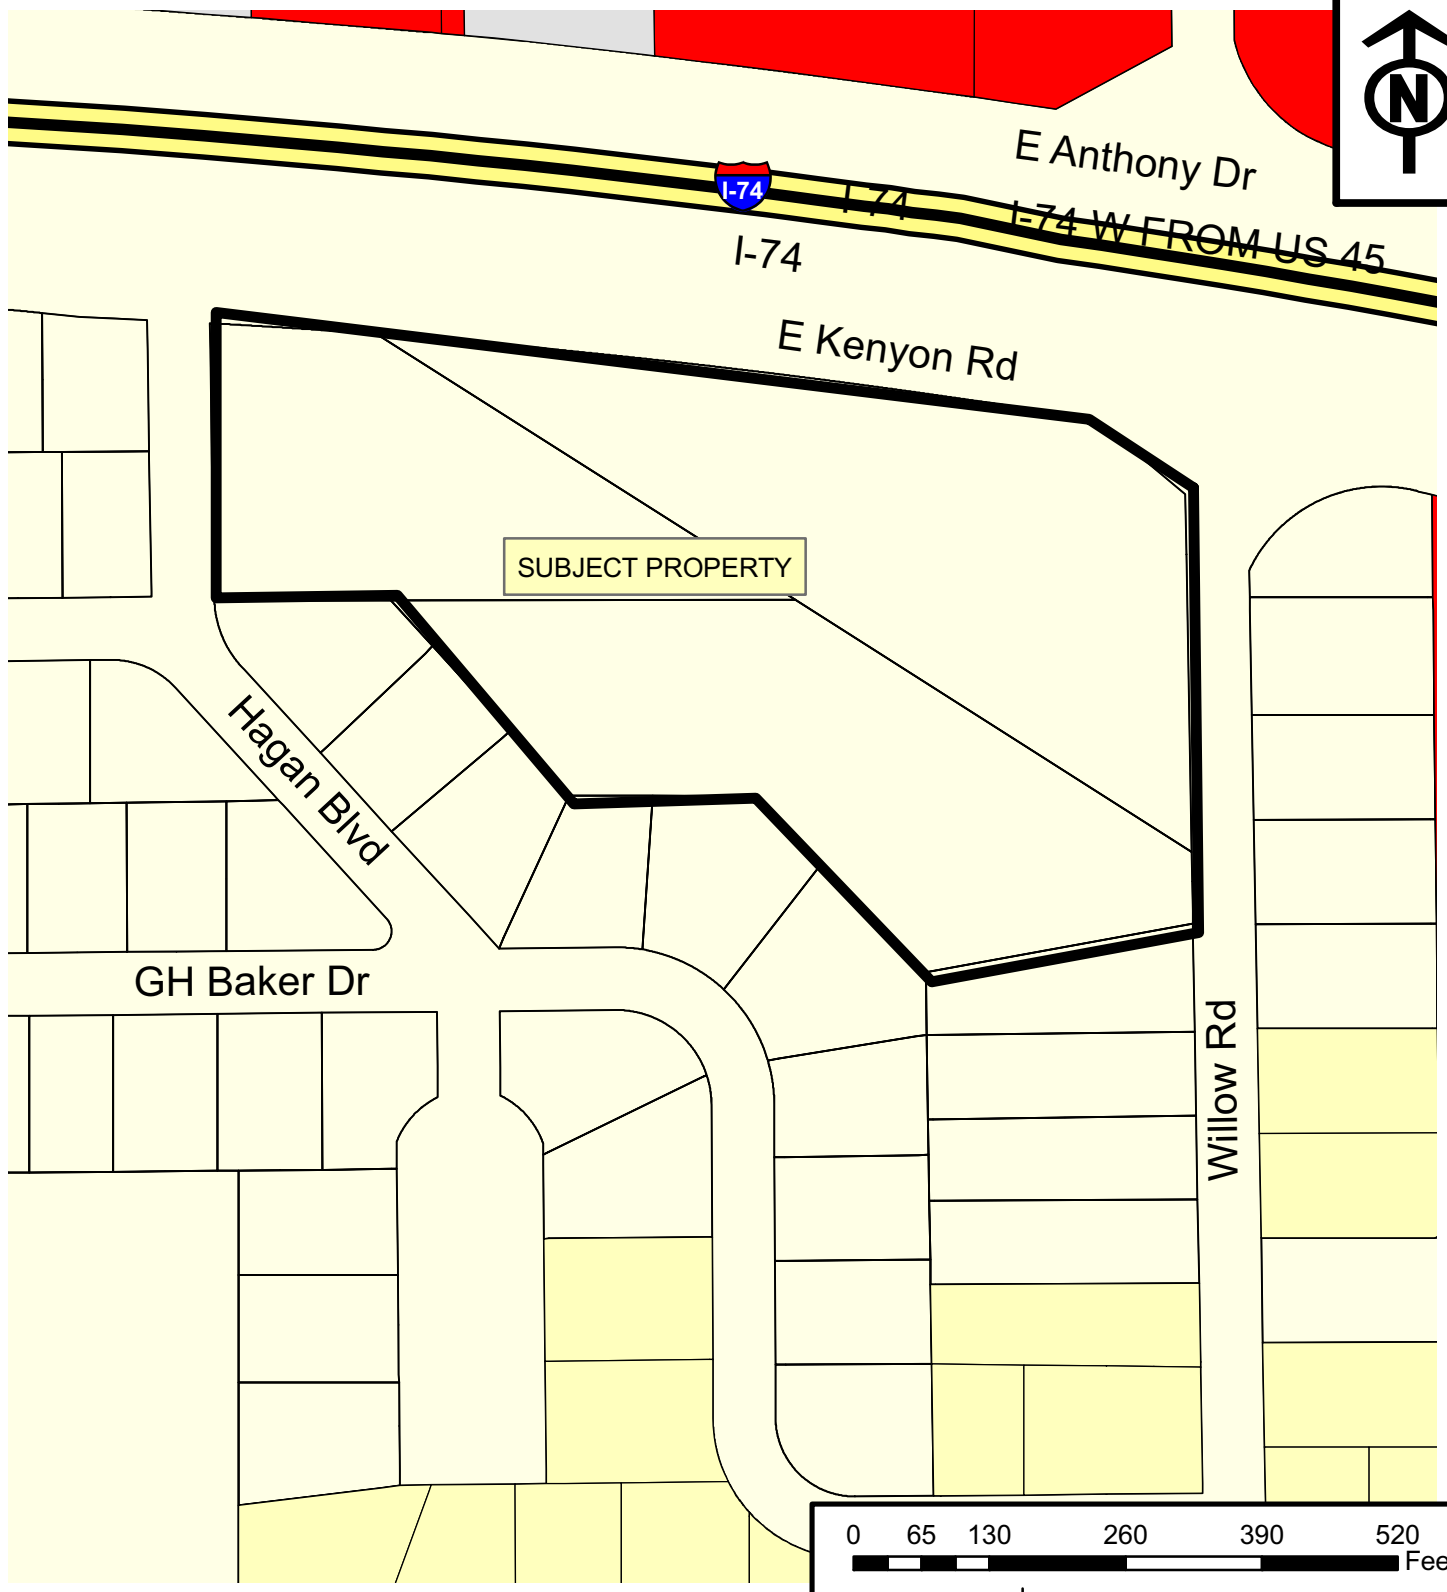 N
E Anthony Dr
I-74
I-74
I-74 W FROM US 45
I-74
E Kenyon Rd
SUBJECT PROPERTY
Hagan Blvd
GH Baker Dr
Willow Rd
0 65 130 260 390 520
Fee